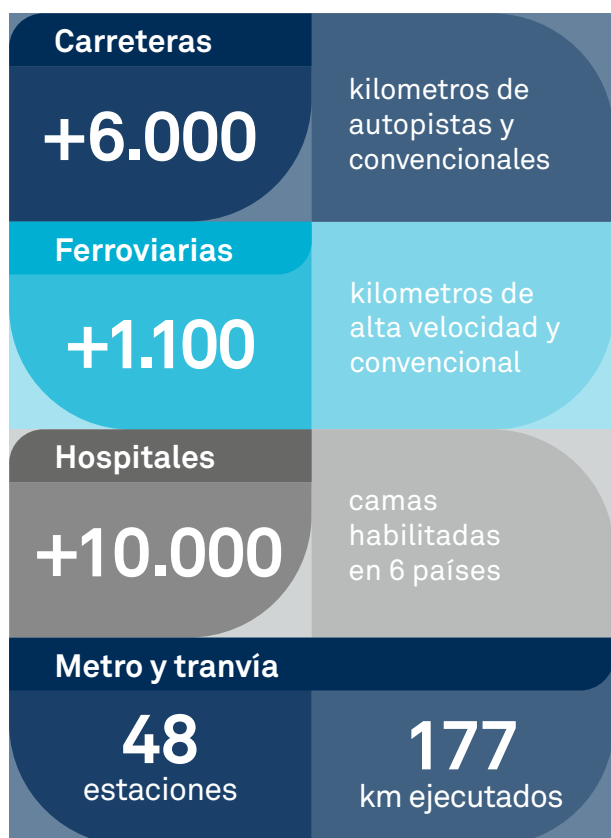 Carreteras
+6.000
kilometros de
autopistas y
convencionales
Ferroviarias
+1.100
kilometros de
alta velocidad y
convencional
Hospitales
+10.000
camas
habilitadas
en 6 países
Metro y tranvía
48
estaciones
177
km ejecutados